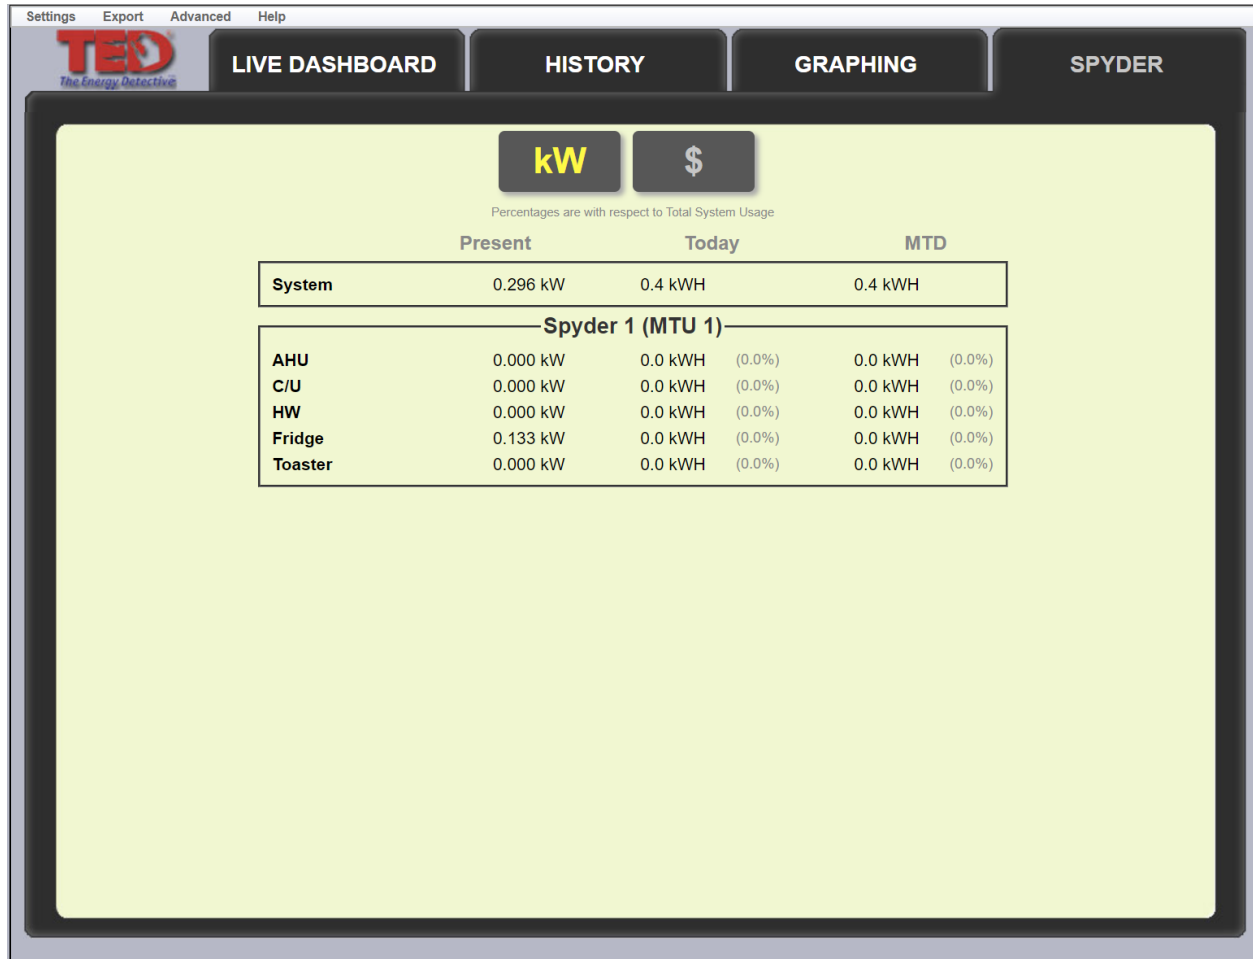 Settings Export Advanced Help
TED®
The Energy Detective
LIVE DASHBOARD HISTORY GRAPHING SPYDER
kW $
Percentages are with respect to Total System Usage
Present Today MTD
System 0.296 kW 0.4 kWH 0.4 kWH
Spyder 1 (MTU 1)
AHU 0.000 kW 0.0 kWH (0.0%) 0.0 kWH (0.0%)
C/U 0.000 kW 0.0 kWH (0.0%) 0.0 kWH (0.0%)
HW 0.000 kW 0.0 kWH (0.0%) 0.0 kWH (0.0%)
Fridge 0.133 kW 0.0 kWH (0.0%) 0.0 kWH (0.0%)
Toaster 0.000 kW 0.0 kWH (0.0%) 0.0 kWH (0.0%)